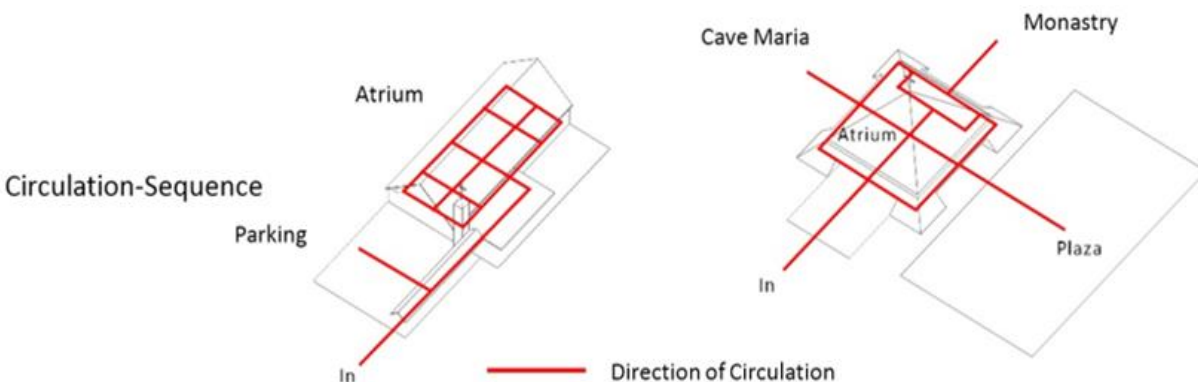 Circulation-Sequence
Atrium
Parking
In
Cave Maria
Monastry
Atrium
Plaza
In
Direction of Circulation